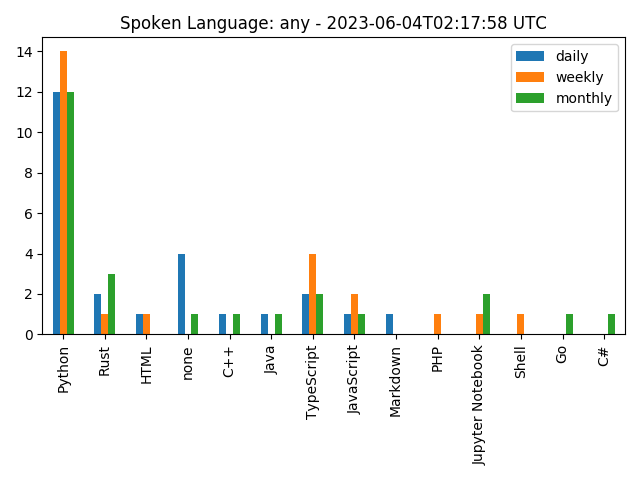 Spoken Language: any - 2023-06-04T02:17:58 UTC
daily
weekly
monthly
14
12
10
8
6
4
2
0
Python
Rust
HTML
none
C++
Java
TypeScript
JavaScript
Markdown
PHP
Jupyter Notebook
Shell
Go
C#